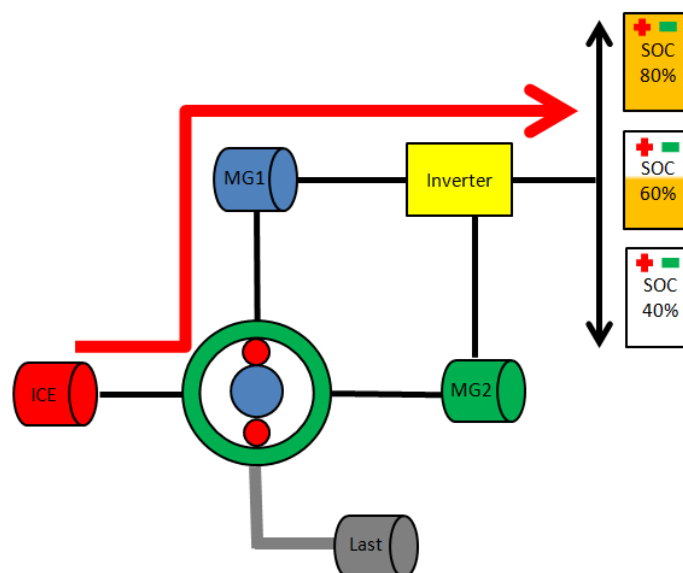 SOC
80%
MG1
Inverter
SOC
60%
SOC
40%
ICE
MG2
Last